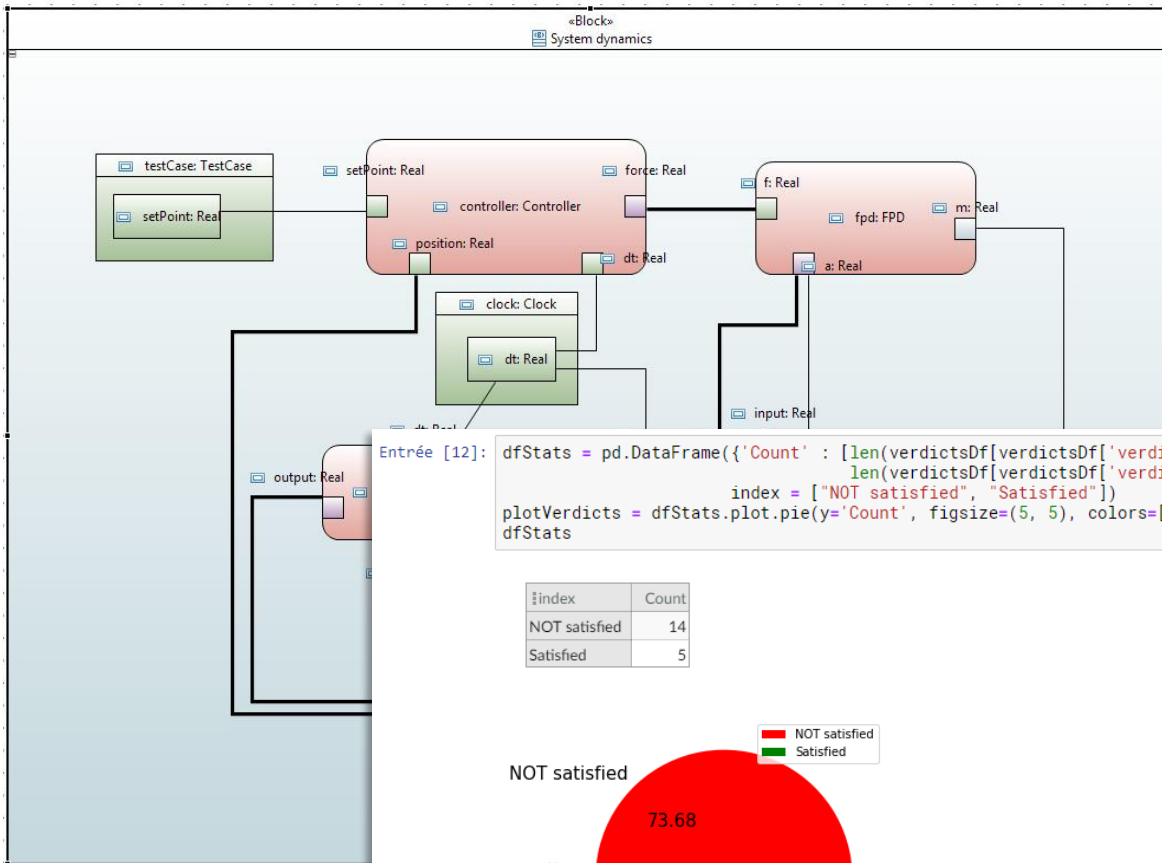 «Block»
System dynamics
testCase: TestCase
setPoint: Real
setPoint: Real
force: Real
controller: Controller
position: Real
dt: Real
f: Real
fpd: FPD
m: Real
a: Real
clock: Clock
dt: Real
input: Real
dt: Real
output: Real
Entrée [12]:
dfStats = pd.DataFrame({'Count' : [len(verdictsDf[verdictsDf['verdi
len(verdictsDf[verdictsDf['verdi
index = ["NOT satisfied", "Satisfied"])
plotVerdicts = dfStats.plot.pie(y='Count', figsize=(5, 5), colors=[
dfStats
index Count
NOT satisfied 14
Satisfied 5
NOT satisfied
Satisfied
NOT satisfied
73.68